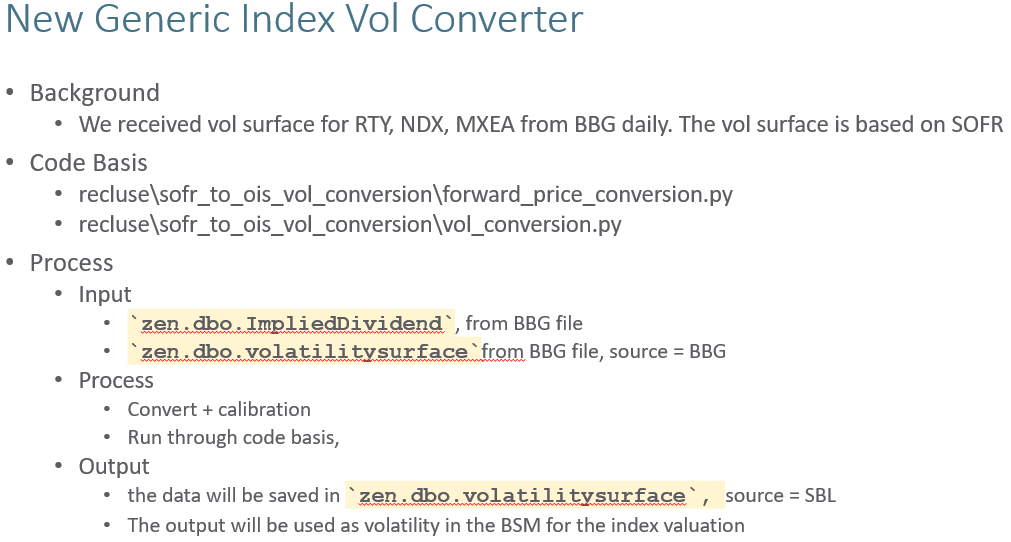 New Generic Index Vol Converter
• Background
• We received vol surface for RTY, NDX, MXEA from BBG daily. The vol surface is based on SOFR
• Code Basis
• recluse\sofr_to_ois_vol_conversion\forward_price_conversion.py
• recluse\sofr_to_ois_vol_conversion\vol_conversion.py
• Process
• Input
• `zen.dbo.ImpliedDividend`, from BBG file
• `zen.dbo.volatilitysurface`from BBG file, source = BBG
• Process
• Convert + calibration
• Run through code basis,
• Output
• the data will be saved in `zen.dbo.volatilitysurface`, source = SBL
• The output will be used as volatility in the BSM for the index valuation